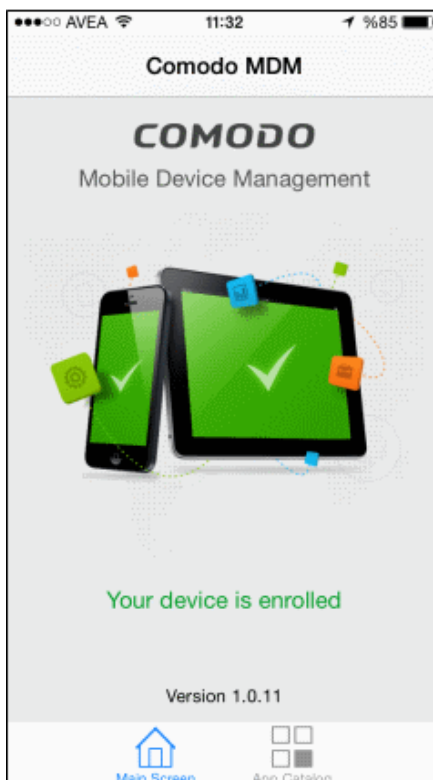 AVEA 11:32 %85
Comodo MDM
COMODO
Mobile Device Management
Your device is enrolled
Version 1.0.11
Main Screen App Catalog